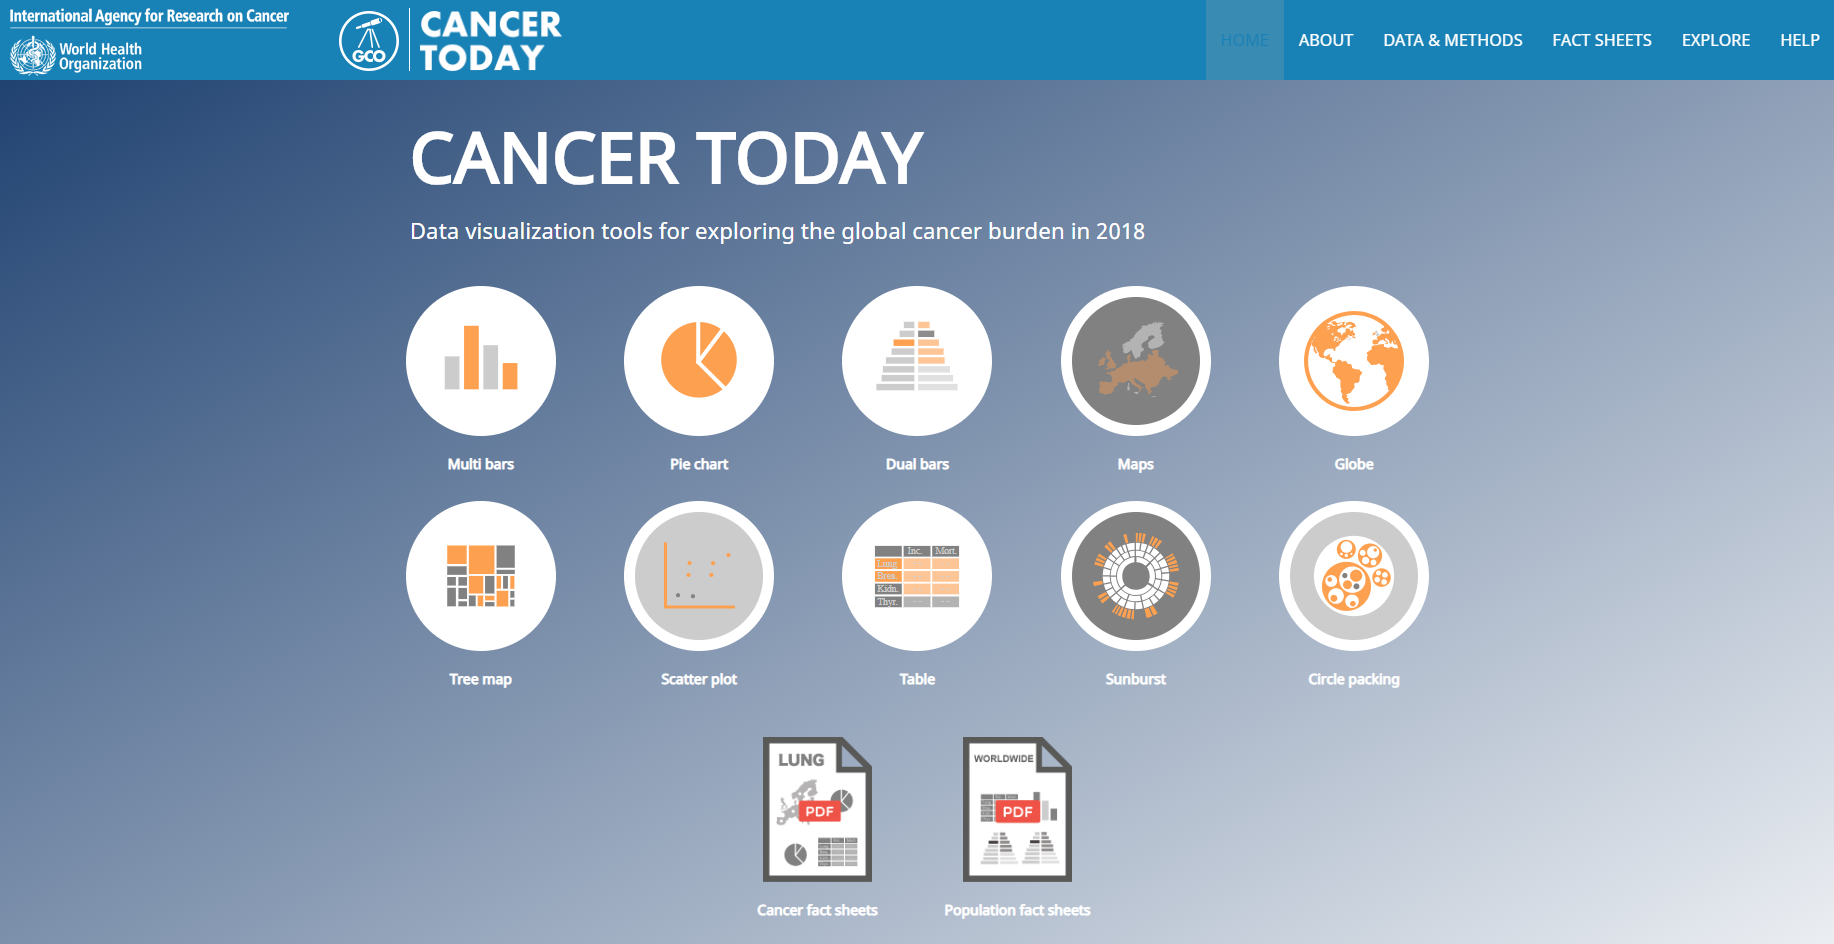 International Agency for Research on Cancer
World Health
Organization
GCO
CANCER
TODAY
HOME ABOUT DATA & METHODS FACT SHEETS EXPLORE HELP
CANCER TODAY
Data visualization tools for exploring the global cancer burden in 2018
Multi bars Pie chart Dual bars Maps Globe
Inc. Mort.
Lung
Brea.
Kidn.
Thyr.
Tree map Scatter plot Table Sunburst Circle packing
LUNG
PDF
WORLDWIDE
PDF
Cancer fact sheets Population fact sheets